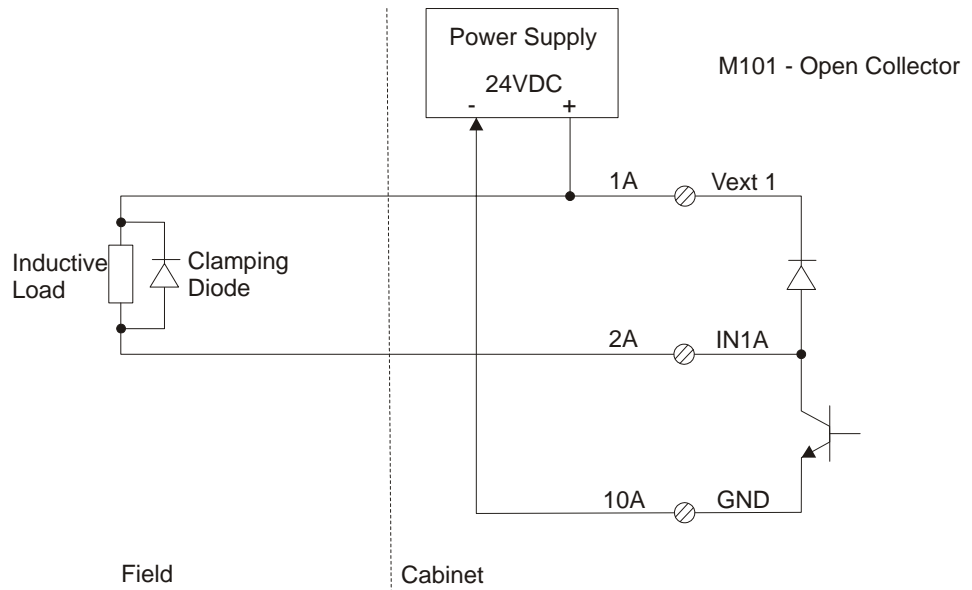 Power Supply
24VDC
- +
M101 - Open Collector
1A
Vext 1
Inductive
Load
Clamping
Diode
2A
IN1A
10A
GND
Field
Cabinet